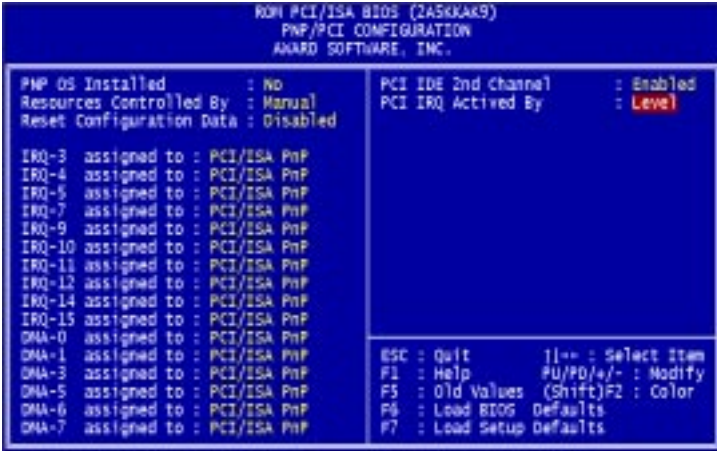 ROM PCI/ISA BIOS (2A5KKAK9)
PNP/PCI CONFIGURATION
AWARD SOFTWARE, INC.
PNP OS Installed : No
Resources Controlled By : Manual
Reset Configuration Data : Disabled
IRQ-3 assigned to : PCI/ISA PnP
IRQ-4 assigned to : PCI/ISA PnP
IRQ-5 assigned to : PCI/ISA PnP
IRQ-7 assigned to : PCI/ISA PnP
IRQ-9 assigned to : PCI/ISA PnP
IRQ-10 assigned to : PCI/ISA PnP
IRQ-11 assigned to : PCI/ISA PnP
IRQ-12 assigned to : PCI/ISA PnP
IRQ-14 assigned to : PCI/ISA PnP
IRQ-15 assigned to : PCI/ISA PnP
DMA-0 assigned to : PCI/ISA PnP
DMA-1 assigned to : PCI/ISA PnP
DMA-3 assigned to : PCI/ISA PnP
DMA-5 assigned to : PCI/ISA PnP
DMA-6 assigned to : PCI/ISA PnP
DMA-7 assigned to : PCI/ISA PnP
PCI IDE 2nd Channel : Enabled
PCI IRQ Actived By : Level
ESC : Quit ↑↓→← : Select Item
F1 : Help PU/PD/+/- : Modify
F5 : Old Values (Shift)F2 : Color
F6 : Load BIOS Defaults
F7 : Load Setup Defaults